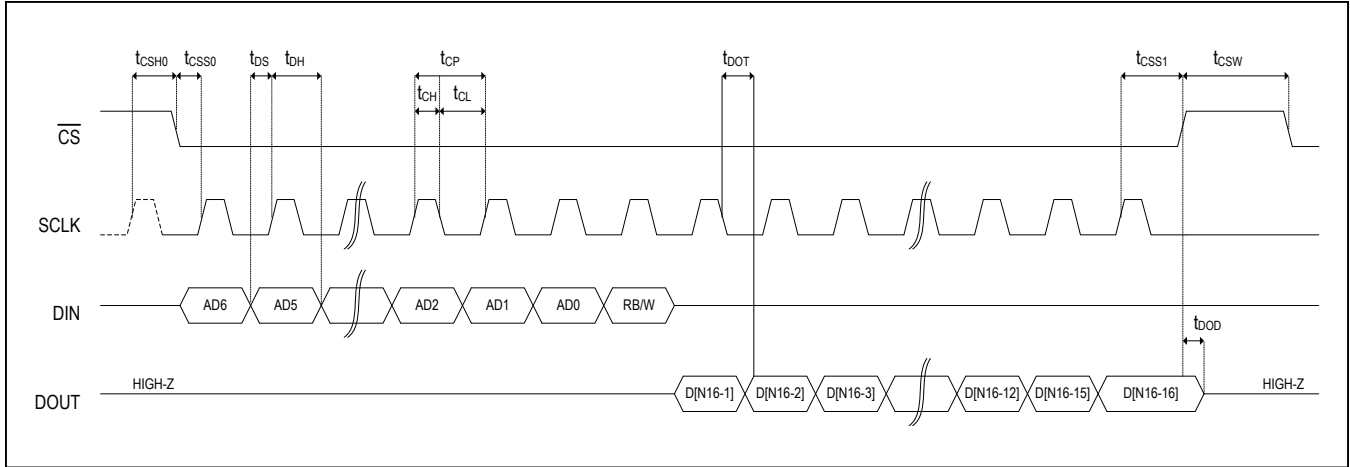 tCSH0 tCSS0 tDS tDH tCP tDOT tCSS1 tCSW
tCH tCL
CS
SCLK
DIN AD6 AD5 AD2 AD1 AD0 RB/W
tDOD
DOUT HIGH-Z D[N16-1] D[N16-2] D[N16-3] D[N16-12] D[N16-15] D[N16-16] HIGH-Z